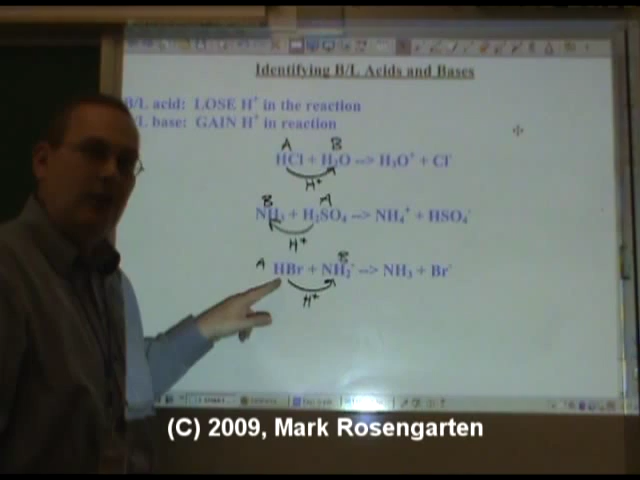 Identifying B/L Acids and Bases
B/L acid: LOSE H⁺ in the reaction
/L base: GAIN H⁺ in reaction
A B
HCl + H₂O --> H₃O⁺ + Cl⁻
H⁺
B A
NH₃ + H₂SO₄ --> NH₄⁺ + HSO₄⁻
H⁺
A B
HBr + NH₂⁻ --> NH₃ + Br⁻
H⁺
(C) 2009, Mark Rosengarten